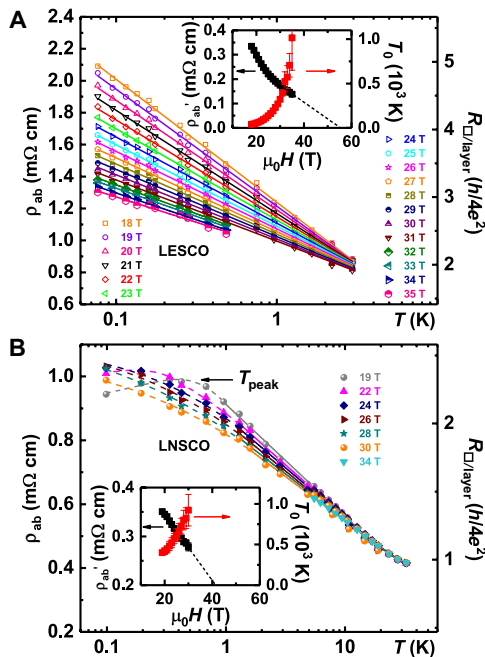 A
2.2
2.0
1.8
1.6
1.4
1.2
1.0
0.8
0.6
ρab (mΩ cm)
0.1
1
T (K)
5
4
3
2
R□/layer (h/4e²)
LESCO
18 T
19 T
20 T
21 T
22 T
23 T
24 T
25 T
26 T
27 T
28 T
29 T
30 T
31 T
32 T
33 T
34 T
35 T
0.4
0.3
0.2
0.1
0.0
ρab' (mΩ cm)
0
20
40
60
μ0H (T)
1.0
0.5
0.0
T0 (10³ K)
B
1.0
0.8
0.6
0.4
0.2
ρab (mΩ cm)
0.1
1
10
T (K)
2
1
R□/layer (h/4e²)
Tpeak
LNSCO
19 T
22 T
24 T
26 T
28 T
30 T
34 T
0.4
0.3
0.2
ρab' (mΩ cm)
0
20
40
60
μ0H (T)
1.0
0.5
0.0
T0 (10³ K)